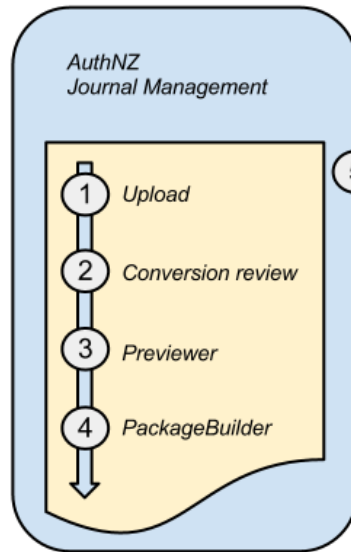 AuthNZ
Journal Management
1 Upload
2 Conversion review
3 Previewer
4 PackageBuilder